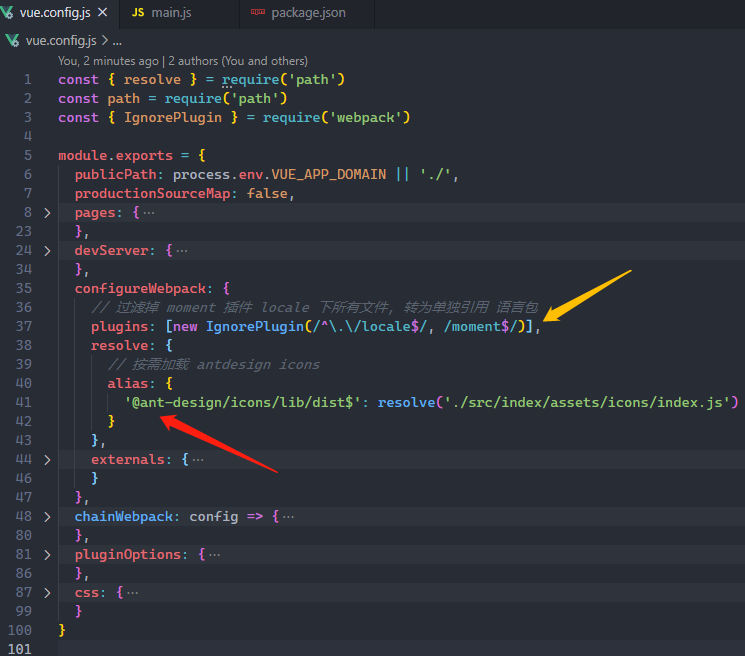 vue.config.js
JS main.js
package.json
vue.config.js > ...
You, 2 minutes ago | 2 authors (You and others)
1 const { resolve } = require('path')
2 const path = require('path')
3 const { IgnorePlugin } = require('webpack')
4
5 module.exports = {
6 publicPath: process.env.VUE_APP_DOMAIN || './',
7 productionSourceMap: false,
8 pages: { ...
23 },
24 devServer: { ...
34 },
35 configureWebpack: {
36 // 过滤掉 moment 插件 locale 下所有文件, 转为单独引用 语言包
37 plugins: [new IgnorePlugin(/^\.\/locale$/, /moment$/)],
38 resolve: {
39 // 按需加载 antdesign icons
40 alias: {
41 '@ant-design/icons/lib/dist$': resolve('./src/index/assets/icons/index.js')
42 }
43 },
44 externals: { ...
46 }
47 },
48 chainWebpack: config => { ...
80 },
81 pluginOptions: { ...
86 },
87 css: { ...
99 }
100 }
101